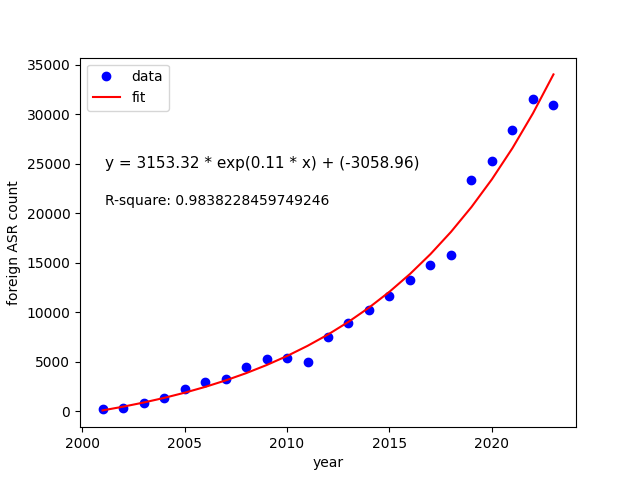 35000
30000
25000
20000
15000
10000
5000
0
foreign ASR count
data
fit
y = 3153.32 * exp(0.11 * x) + (-3058.96)
R-square: 0.9838228459749246
2000 2005 2010 2015 2020
year